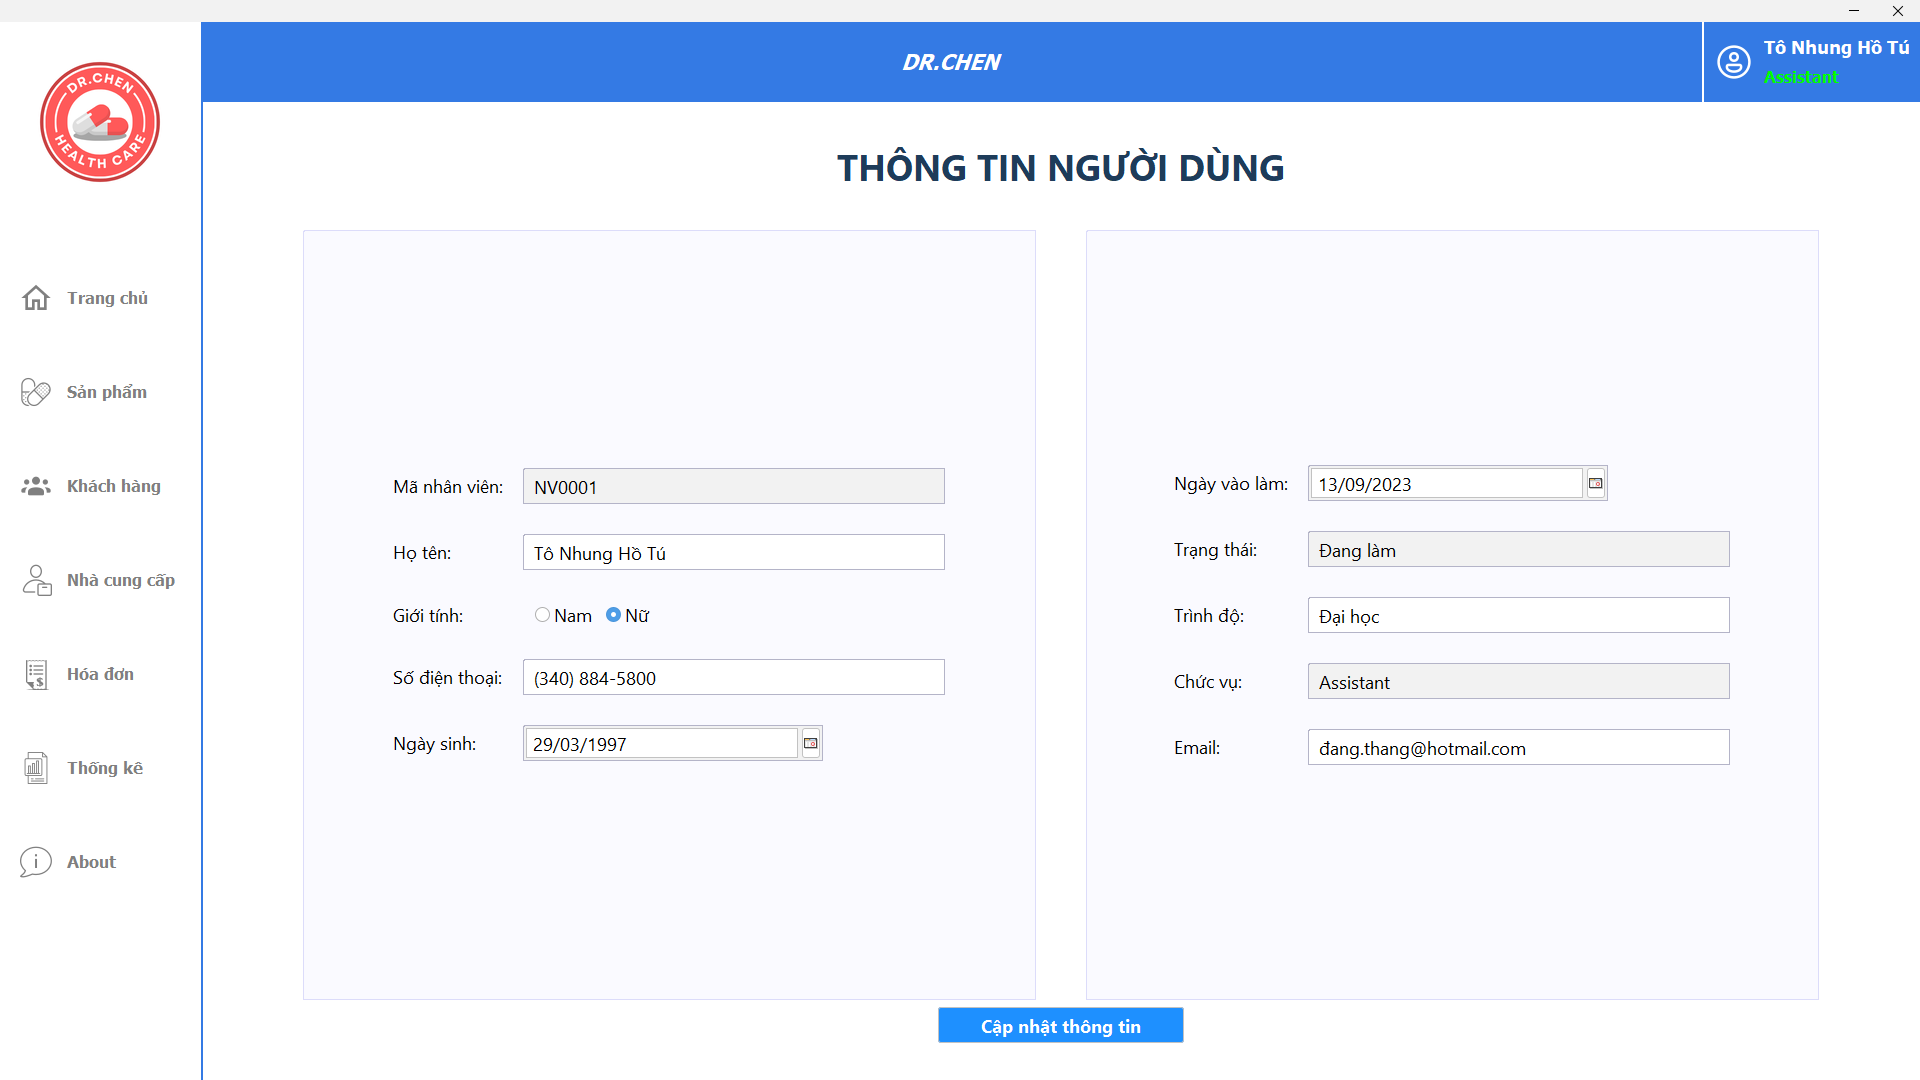 DR.CHEN
HEALTH CARE
DR.CHEN
Tô Nhung Hồ Tú
Assistant
Trang chủ
Sản phẩm
Khách hàng
Nhà cung cấp
Hóa đơn
Thống kê
About
THÔNG TIN NGƯỜI DÙNG
Mã nhân viên: NV0001
Họ tên: Tô Nhung Hồ Tú
Giới tính: Nam Nữ
Số điện thoại: (340) 884-5800
Ngày sinh: 29/03/1997
Ngày vào làm: 13/09/2023
Trạng thái: Đang làm
Trình độ: Đại học
Chức vụ: Assistant
Email: đang.thang@hotmail.com
Cập nhật thông tin